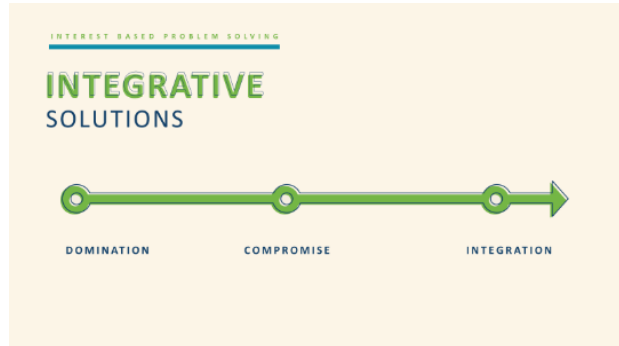 INTEREST BASED PROBLEM SOLVING
INTEGRATIVE
SOLUTIONS
DOMINATION COMPROMISE INTEGRATION